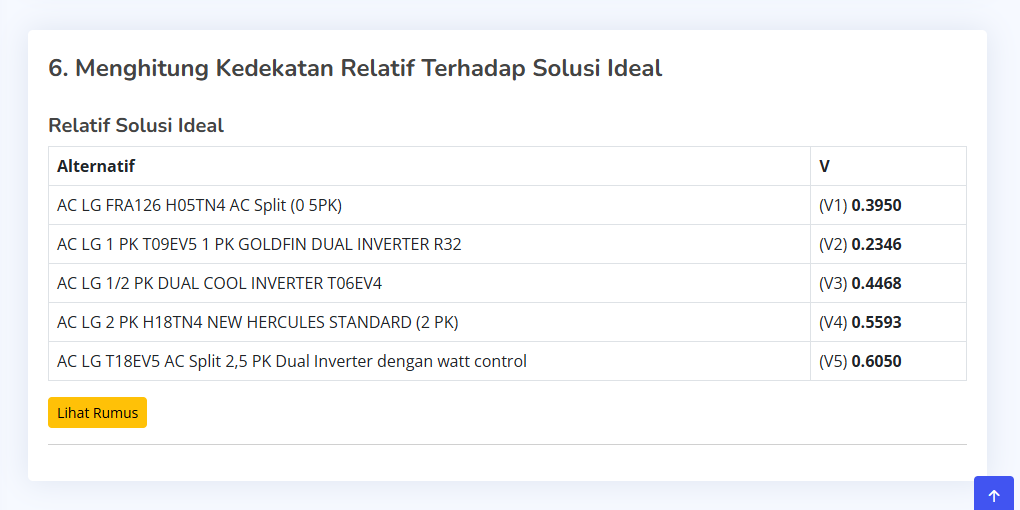 6. Menghitung Kedekatan Relatif Terhadap Solusi Ideal
Relatif Solusi Ideal
Alternatif V
AC LG FRA126 H05TN4 AC Split (0 5PK) (V1) 0.3950
AC LG 1 PK T09EV5 1 PK GOLDFIN DUAL INVERTER R32 (V2) 0.2346
AC LG 1/2 PK DUAL COOL INVERTER T06EV4 (V3) 0.4468
AC LG 2 PK H18TN4 NEW HERCULES STANDARD (2 PK) (V4) 0.5593
AC LG T18EV5 AC Split 2,5 PK Dual Inverter dengan watt control (V5) 0.6050
Lihat Rumus